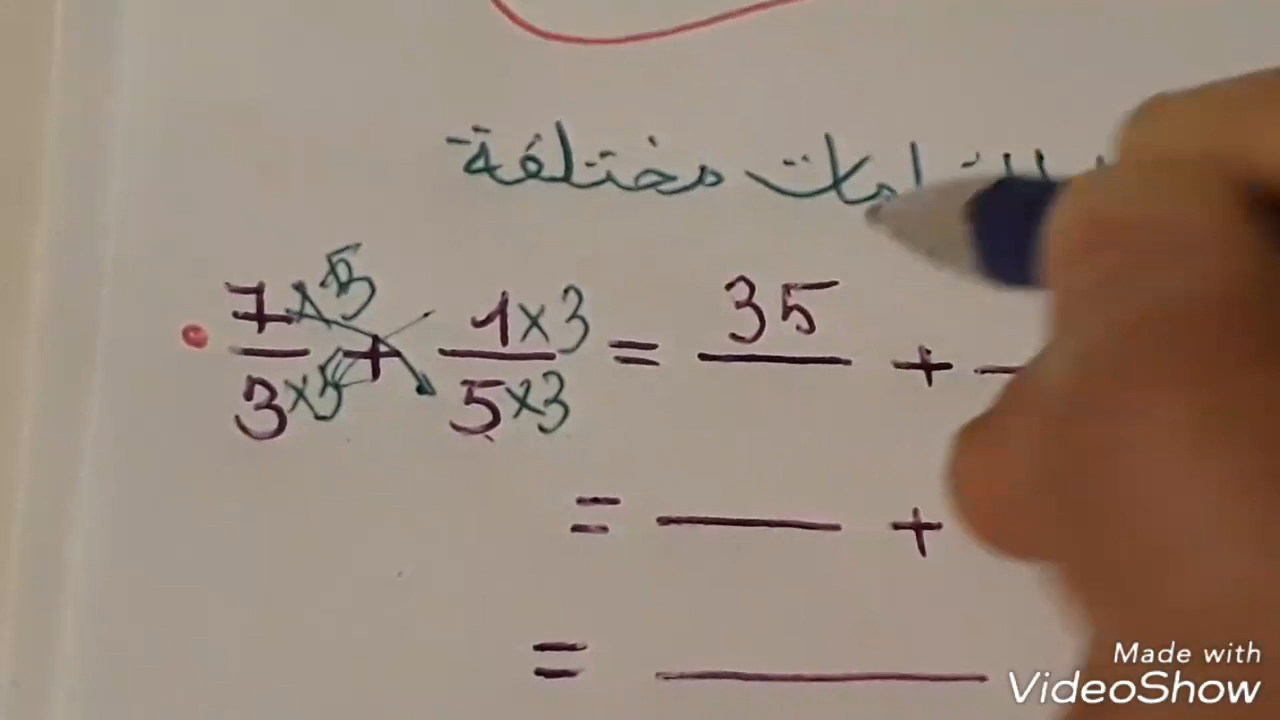 مختلفة
7×5/3×5 + 1×3/5×3 = 35/ +
= +
=
Made with
VideoShow